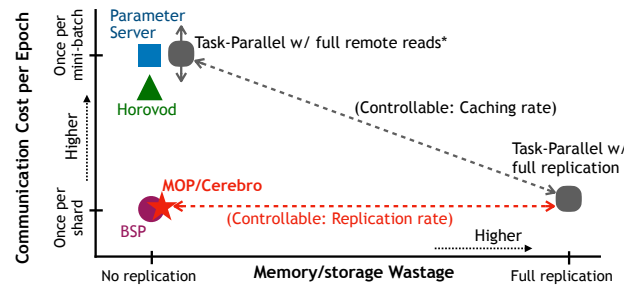 Communication Cost per Epoch
Higher
Once per
mini-batch
Once per
shard
Parameter
Server
Task-Parallel w/ full remote reads*
Horovod
(Controllable: Caching rate)
Task-Parallel w/
full replication
MOP/Cerebro
BSP
(Controllable: Replication rate)
Higher
No replication
Memory/storage Wastage
Full replication